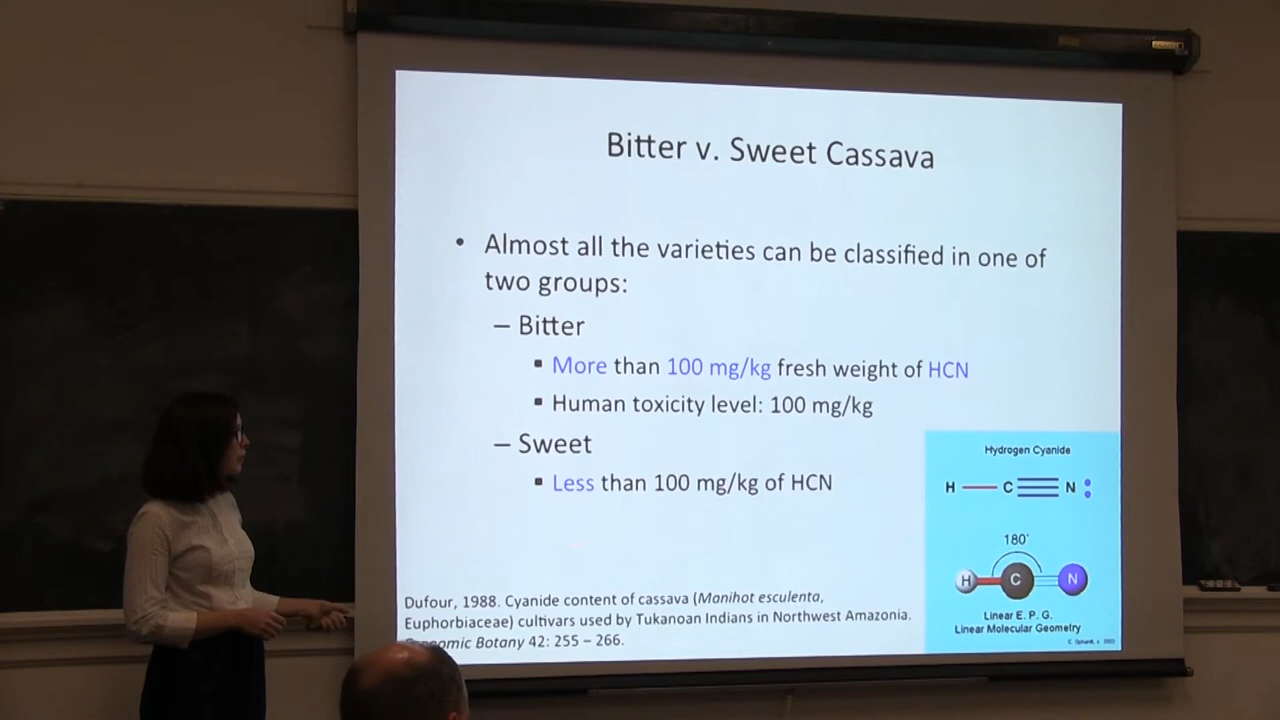 Bitter v. Sweet Cassava
• Almost all the varieties can be classified in one of
two groups:
– Bitter
▪ More than 100 mg/kg fresh weight of HCN
▪ Human toxicity level: 100 mg/kg
– Sweet
▪ Less than 100 mg/kg of HCN
Dufour, 1988. Cyanide content of cassava (Manihot esculenta,
Euphorbiaceae) cultivars used by Tukanoan Indians in Northwest Amazonia.
Botany 42: 255 – 266.
Hydrogen Cyanide
H C N
180°
H C N
Linear E. P. G.
Linear Molecular Geometry